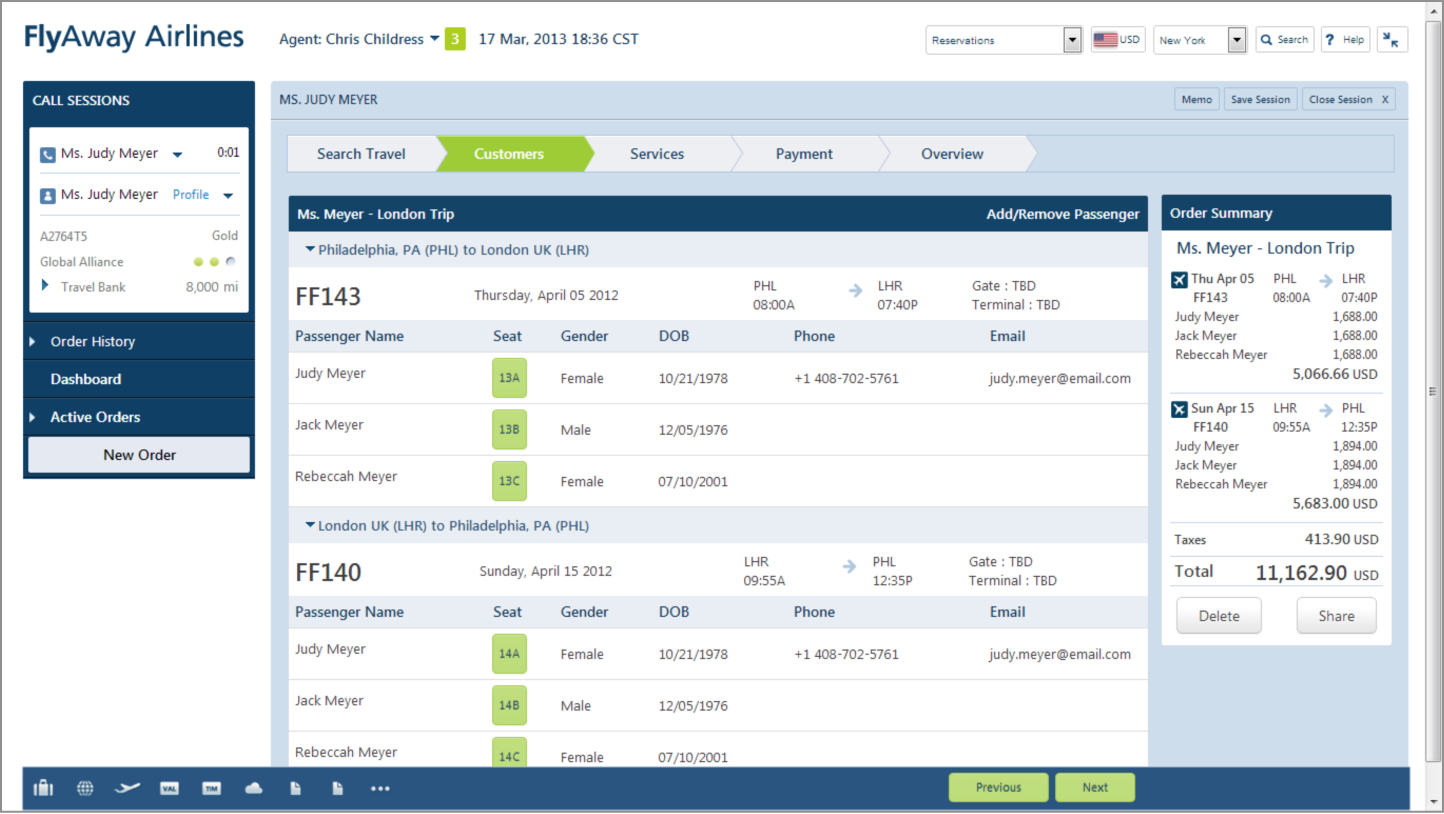 FlyAway Airlines
Agent: Chris Childress 3 17 Mar, 2013 18:36 CST
Reservations USD New York Search ? Help
CALL SESSIONS
Ms. Judy Meyer 0:01
Ms. Judy Meyer Profile
A2764T5 Gold
Global Alliance
Travel Bank 8,000 mi
Order History
Dashboard
Active Orders
New Order
MS. JUDY MEYER
Memo Save Session Close Session X
Search Travel Customers Services Payment Overview
Ms. Meyer - London Trip Add/Remove Passenger
Philadelphia, PA (PHL) to London UK (LHR)
FF143 Thursday, April 05 2012
PHL LHR Gate : TBD
08:00A 07:40P Terminal : TBD
Passenger Name Seat Gender DOB Phone Email
Judy Meyer 13A Female 10/21/1978 +1 408-702-5761 judy.meyer@email.com
Jack Meyer 13B Male 12/05/1976
Rebeccah Meyer 13C Female 07/10/2001
London UK (LHR) to Philadelphia, PA (PHL)
FF140 Sunday, April 15 2012
LHR PHL Gate : TBD
09:55A 12:35P Terminal : TBD
Passenger Name Seat Gender DOB Phone Email
Judy Meyer 14A Female 10/21/1978 +1 408-702-5761 judy.meyer@email.com
Jack Meyer 14B Male 12/05/1976
Rebeccah Meyer 14C Female 07/10/2001
Order Summary
Ms. Meyer - London Trip
Thu Apr 05 PHL LHR
FF143 08:00A 07:40P
Judy Meyer 1,688.00
Jack Meyer 1,688.00
Rebeccah Meyer 1,688.00
5,066.66 USD
Sun Apr 15 LHR PHL
FF140 09:55A 12:35P
Judy Meyer 1,894.00
Jack Meyer 1,894.00
Rebeccah Meyer 1,894.00
5,683.00 USD
Taxes 413.90 USD
Total 11,162.90 USD
Delete Share
VAL TIM
Previous Next